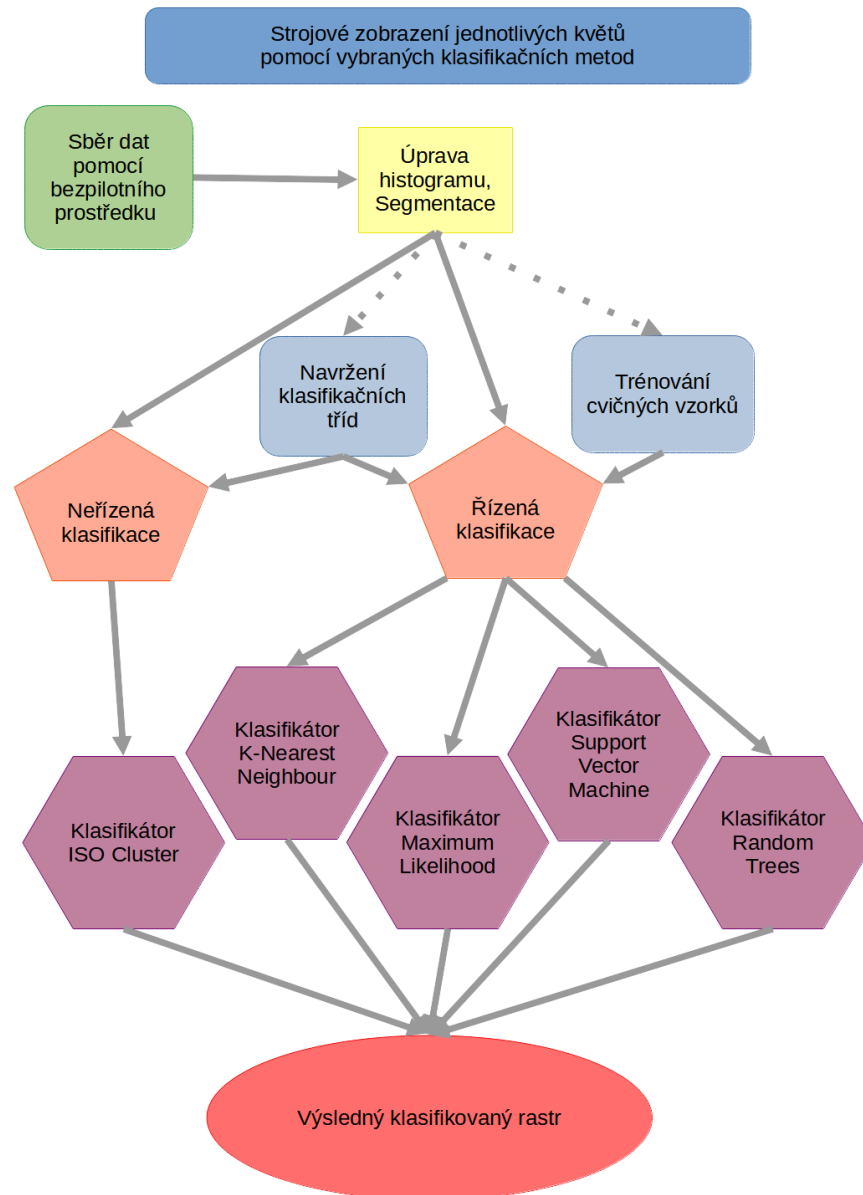 Strojové zobrazení jednotlivých květů
pomocí vybraných klasifikačních metod
Sběr dat
pomocí
bezpilotního
prostředku
Úprava
histogramu,
Segmentace
Navržení
klasifikačních
tříd
Trénování
cvičných vzorků
Neřízená
klasifikace
Řízená
klasifikace
Klasifikátor
ISO Cluster
Klasifikátor
K-Nearest
Neighbour
Klasifikátor
Maximum
Likelihood
Klasifikátor
Support
Vector
Machine
Klasifikátor
Random
Trees
Výsledný klasifikovaný rastr